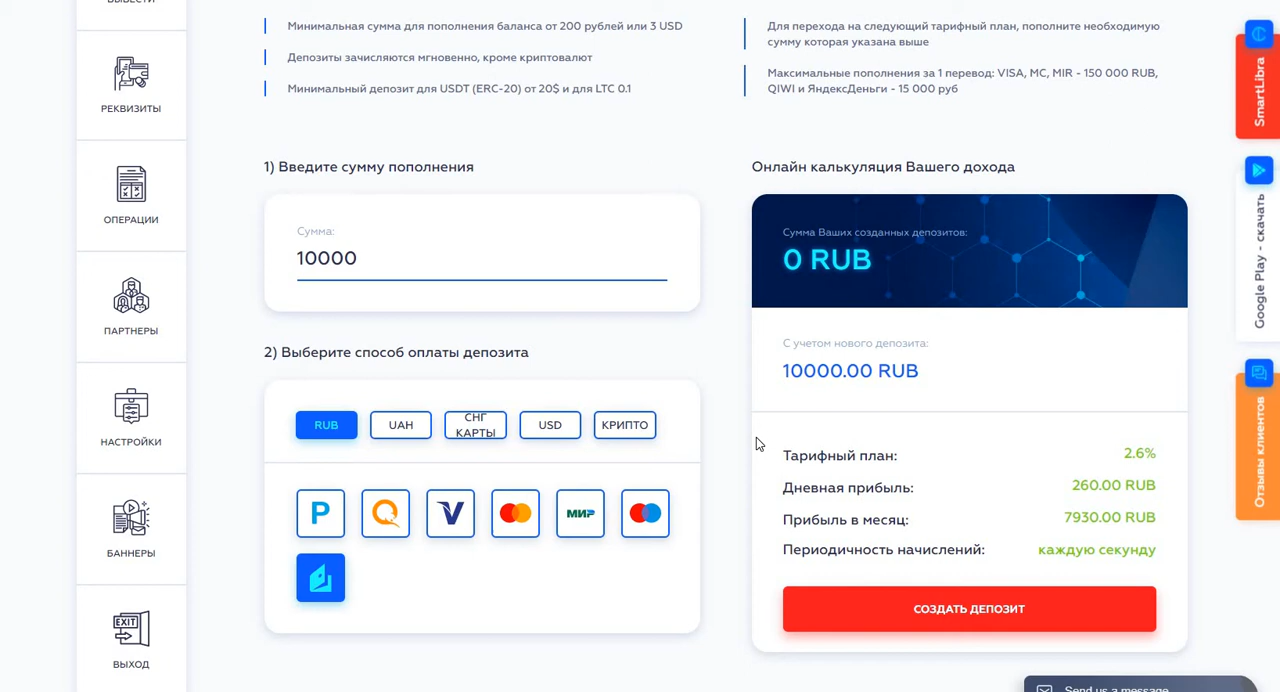 ВЫВЕСТИ
РЕКВИЗИТЫ
ОПЕРАЦИИ
ПАРТНЕРЫ
НАСТРОЙКИ
БАННЕРЫ
EXIT
ВЫХОД
Минимальная сумма для пополнения баланса от 200 рублей или 3 USD
Депозиты зачисляются мгновенно, кроме криптовалют
Минимальный депозит для USDT (ERC-20) от 20$ и для LTC 0.1
Для перехода на следующий тарифный план, пополните необходимую
сумму которая указана выше
Максимальные пополнения за 1 перевод: VISA, MC, MIR - 150 000 RUB,
QIWI и ЯндексДеньги - 15 000 руб
1) Введите сумму пополнения
Сумма:
10000
2) Выберите способ оплаты депозита
RUB
UAH
СНГ
КАРТЫ
USD
КРИПТО
P
V
МИР
Онлайн калькуляция Вашего дохода
Сумма Ваших созданных депозитов:
0 RUB
С учетом нового депозита:
10000.00 RUB
Тарифный план: 2.6%
Дневная прибыль: 260.00 RUB
Прибыль в месяц: 7930.00 RUB
Периодичность начислений: каждую секунду
СОЗДАТЬ ДЕПОЗИТ
SmartLibra
Google Play - скачать
Отзывы клиентов
Send us a message